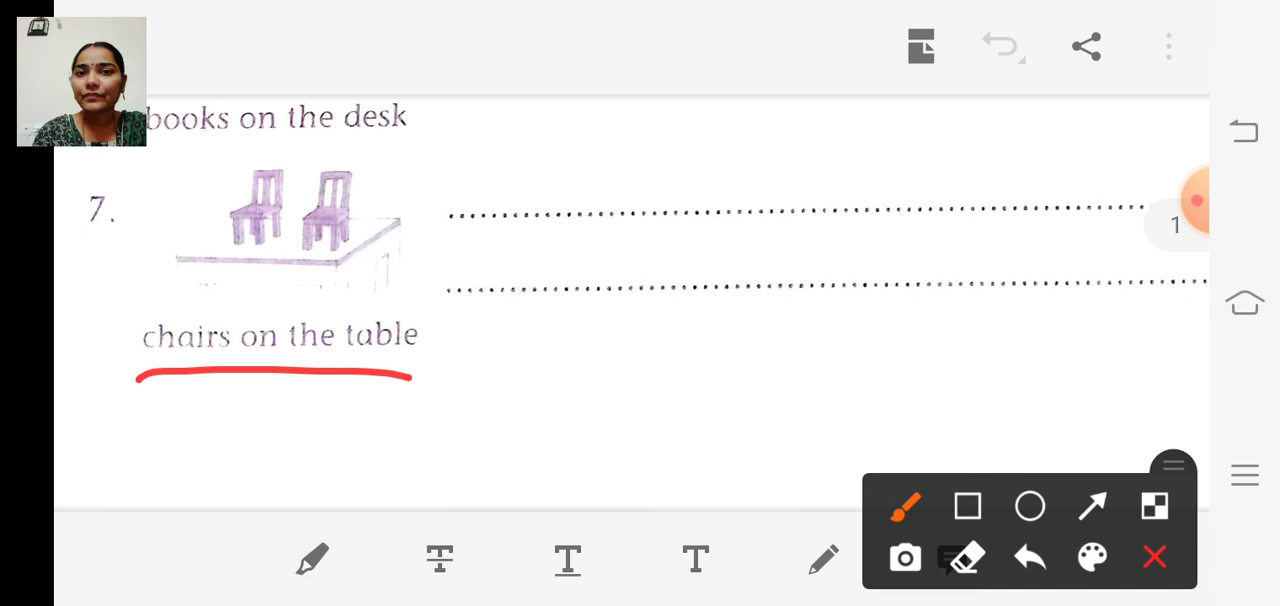 books on the desk
7.
chairs on the table
1